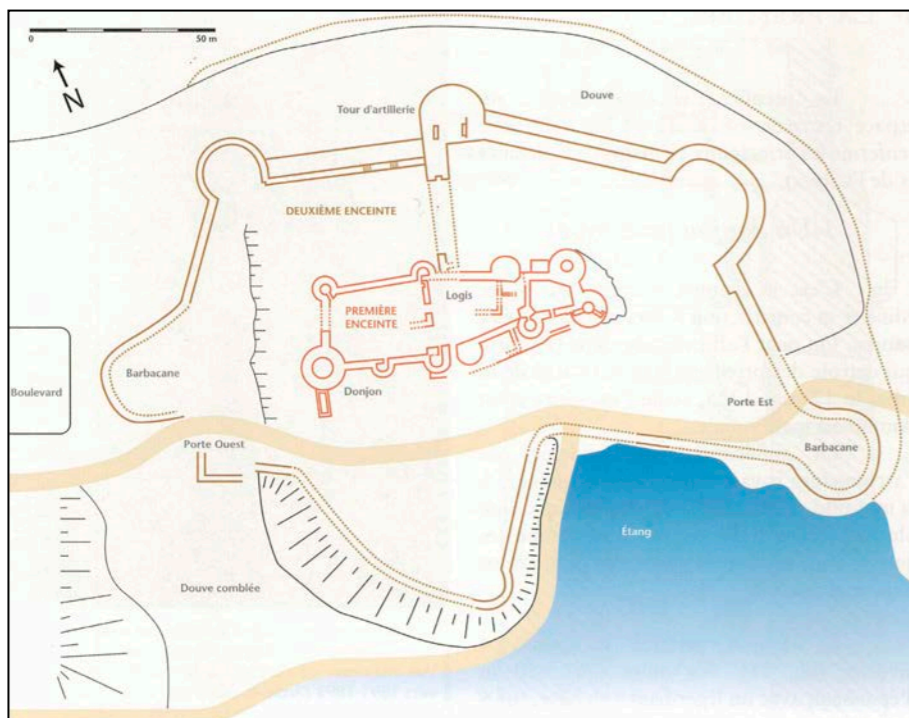 0 50 m
N
Tour d'artillerie
Douve
DEUXIÈME ENCEINTE
Logis
PREMIÈRE
ENCEINTE
Barbacane
Boulevard
Donjon
Porte Est
Porte Ouest
Barbacane
Étang
Douve comblée